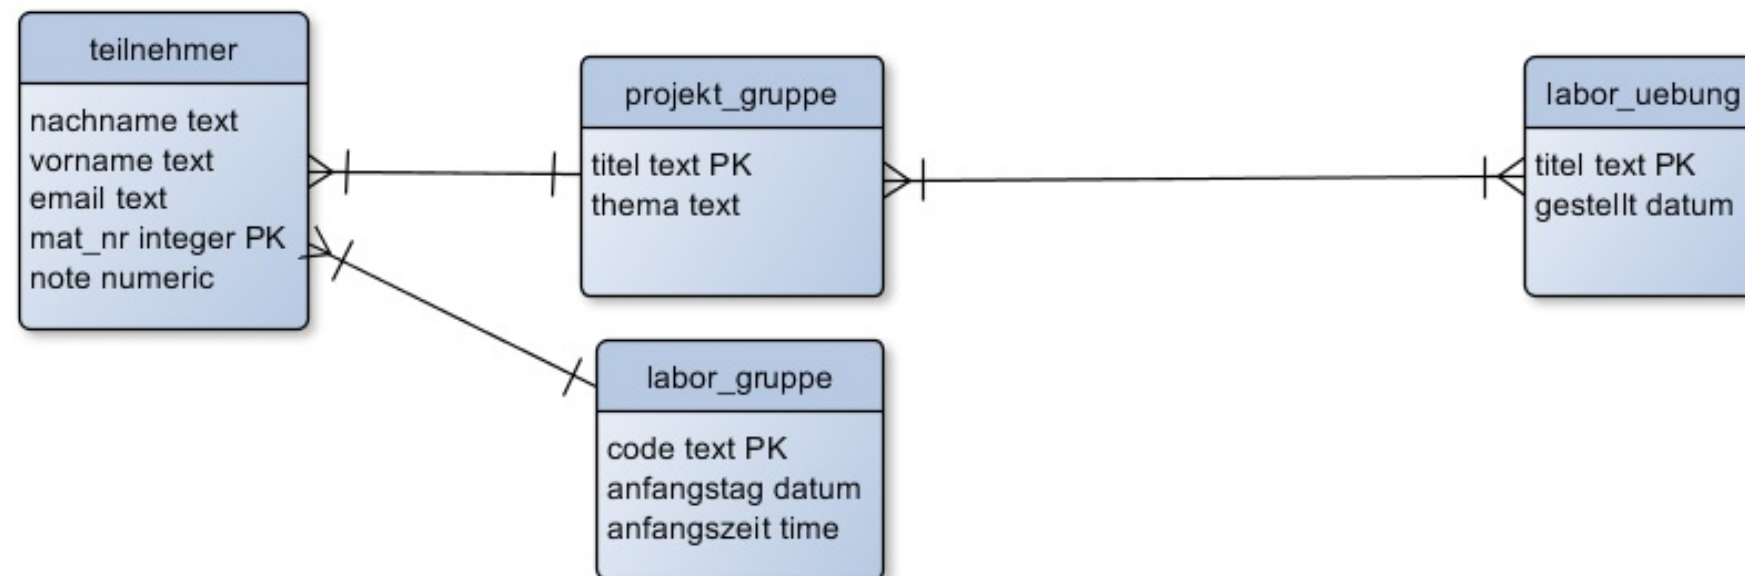 teilnehmer
nachname text
vorname text
email text
mat_nr integer PK
note numeric
projekt_gruppe
titel text PK
thema text
labor_uebung
titel text PK
gestellt datum
labor_gruppe
code text PK
anfangstag datum
anfangszeit time